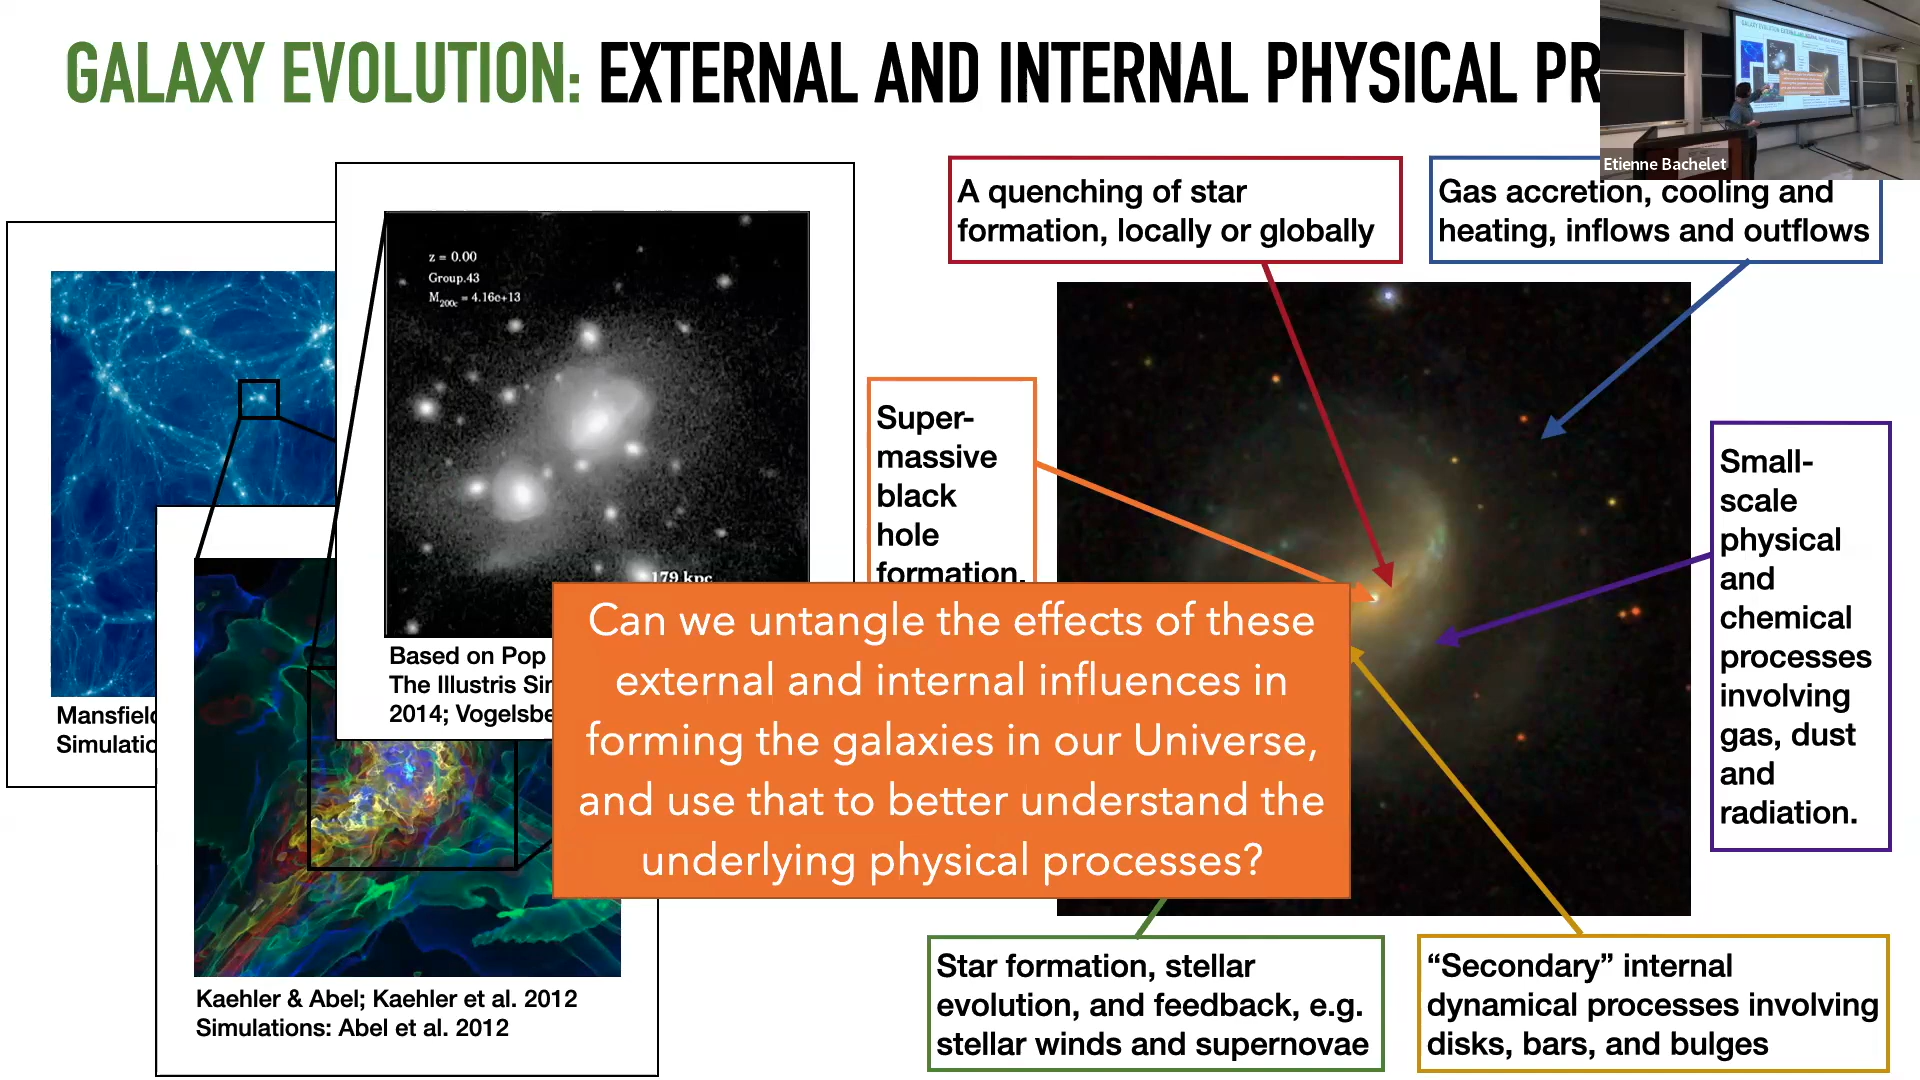 GALAXY EVOLUTION: EXTERNAL AND INTERNAL PHYSICAL
Etienne Bachelet
A quenching of star
formation, locally or globally
Gas accretion, cooling and
heating, inflows and outflows
z = 0.00
Group.43
M200c = 4.16e+13
179 kpc
Super-
massive
black
hole
formation.
Small-
scale
physical
and
chemical
processes
involving
gas, dust
and
radiation.
Based on Pop
The Illustris
2014;
Can we untangle the effects of these
external and internal influences in
forming the galaxies in our Universe,
and use that to better understand the
underlying physical processes?
Kaehler & Abel; Kaehler et al. 2012
Simulations: Abel et al. 2012
Star formation, stellar
evolution, and feedback, e.g.
stellar winds and supernovae
“Secondary” internal
dynamical processes involving
disks, bars, and bulges